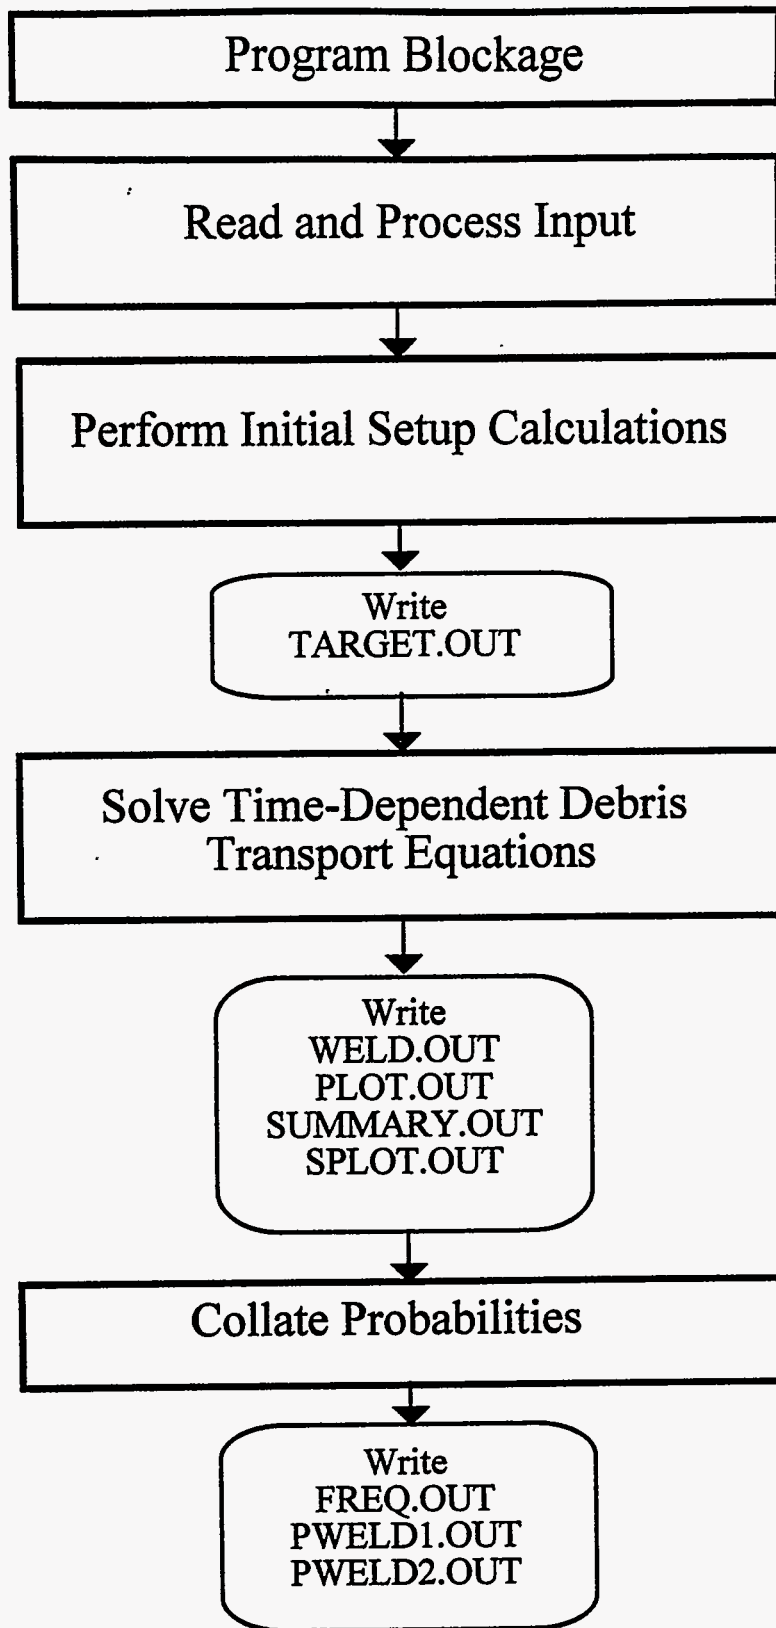 Program Blockage
Read and Process Input
Perform Initial Setup Calculations
Write
TARGET.OUT
Solve Time-Dependent Debris
Transport Equations
Write
WELD.OUT
PLOT.OUT
SUMMARY.OUT
SPLOT.OUT
Collate Probabilities
Write
FREQ.OUT
PWELD1.OUT
PWELD2.OUT